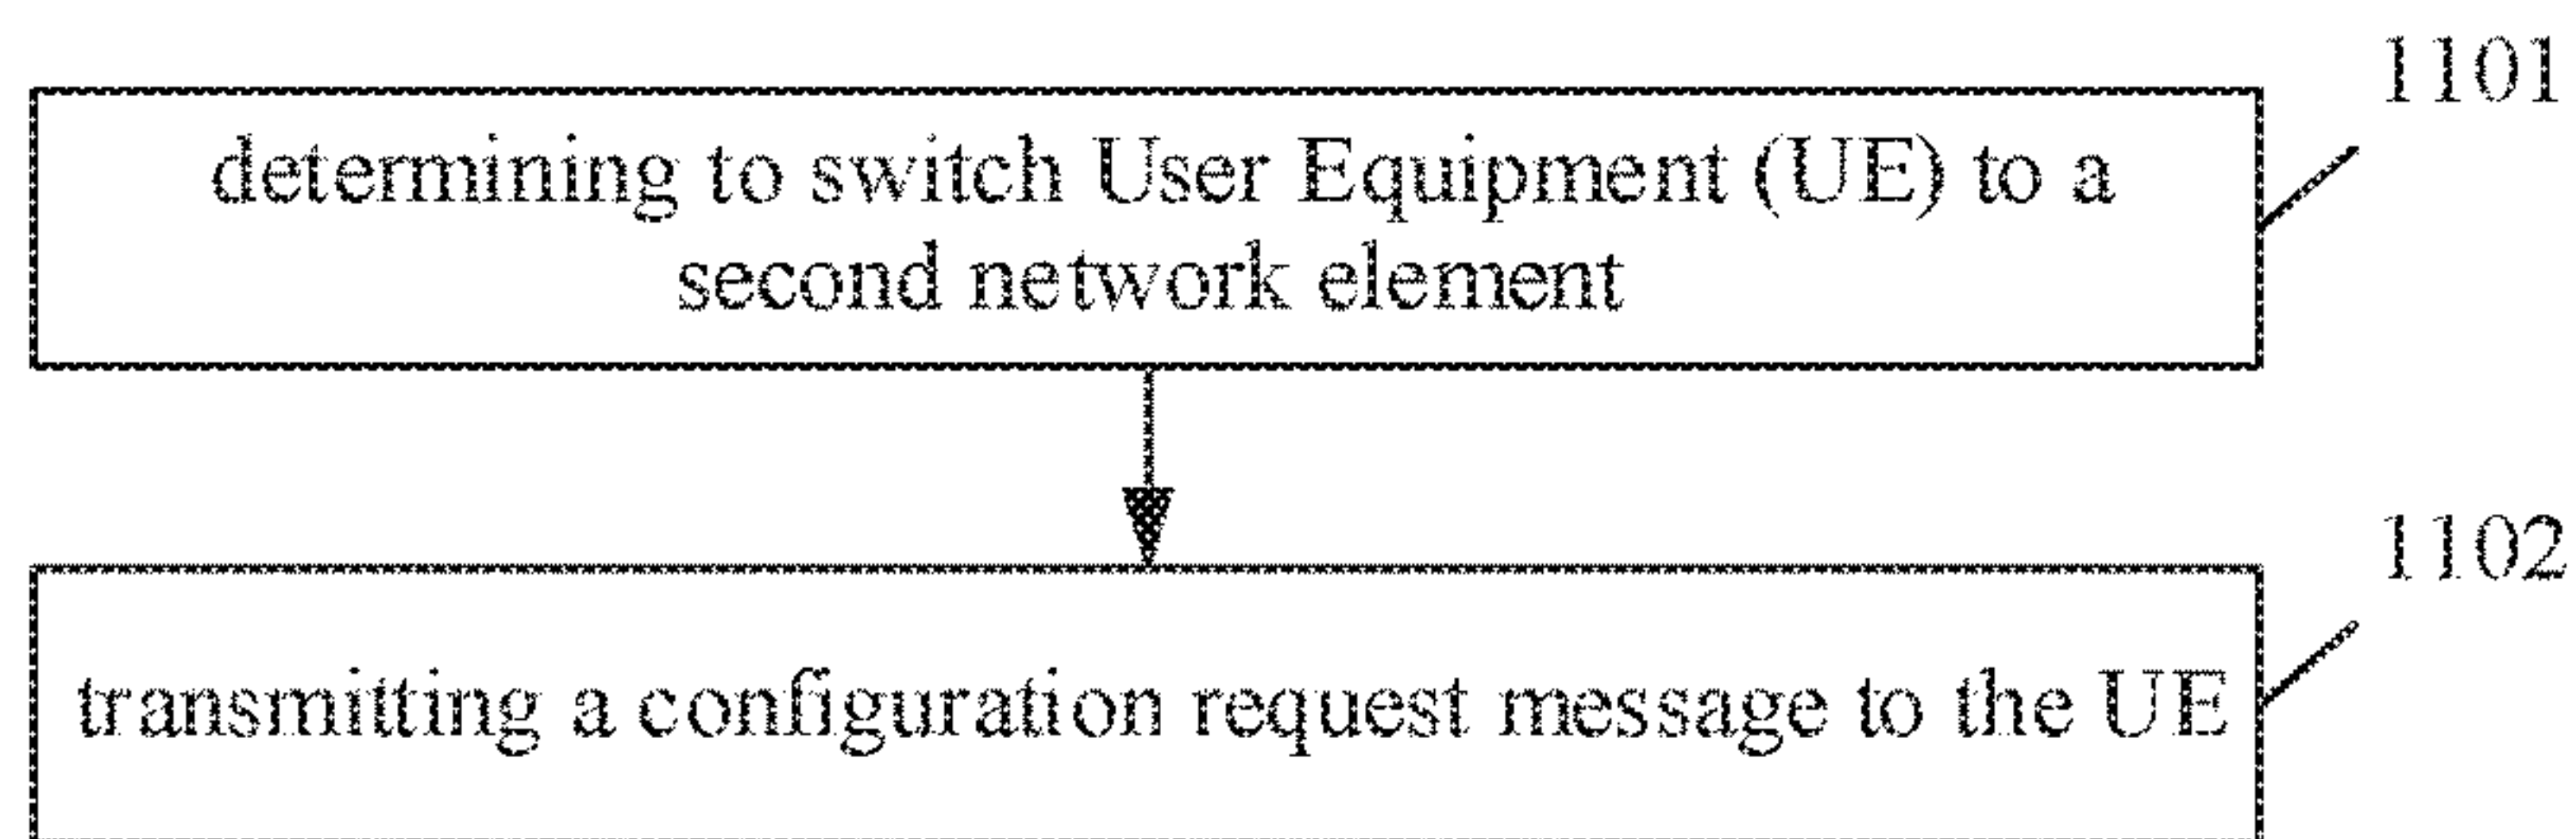 1101
determining to switch User Equipment (UE) to a
second network element
1102
transmitting a configuration request message to the UE